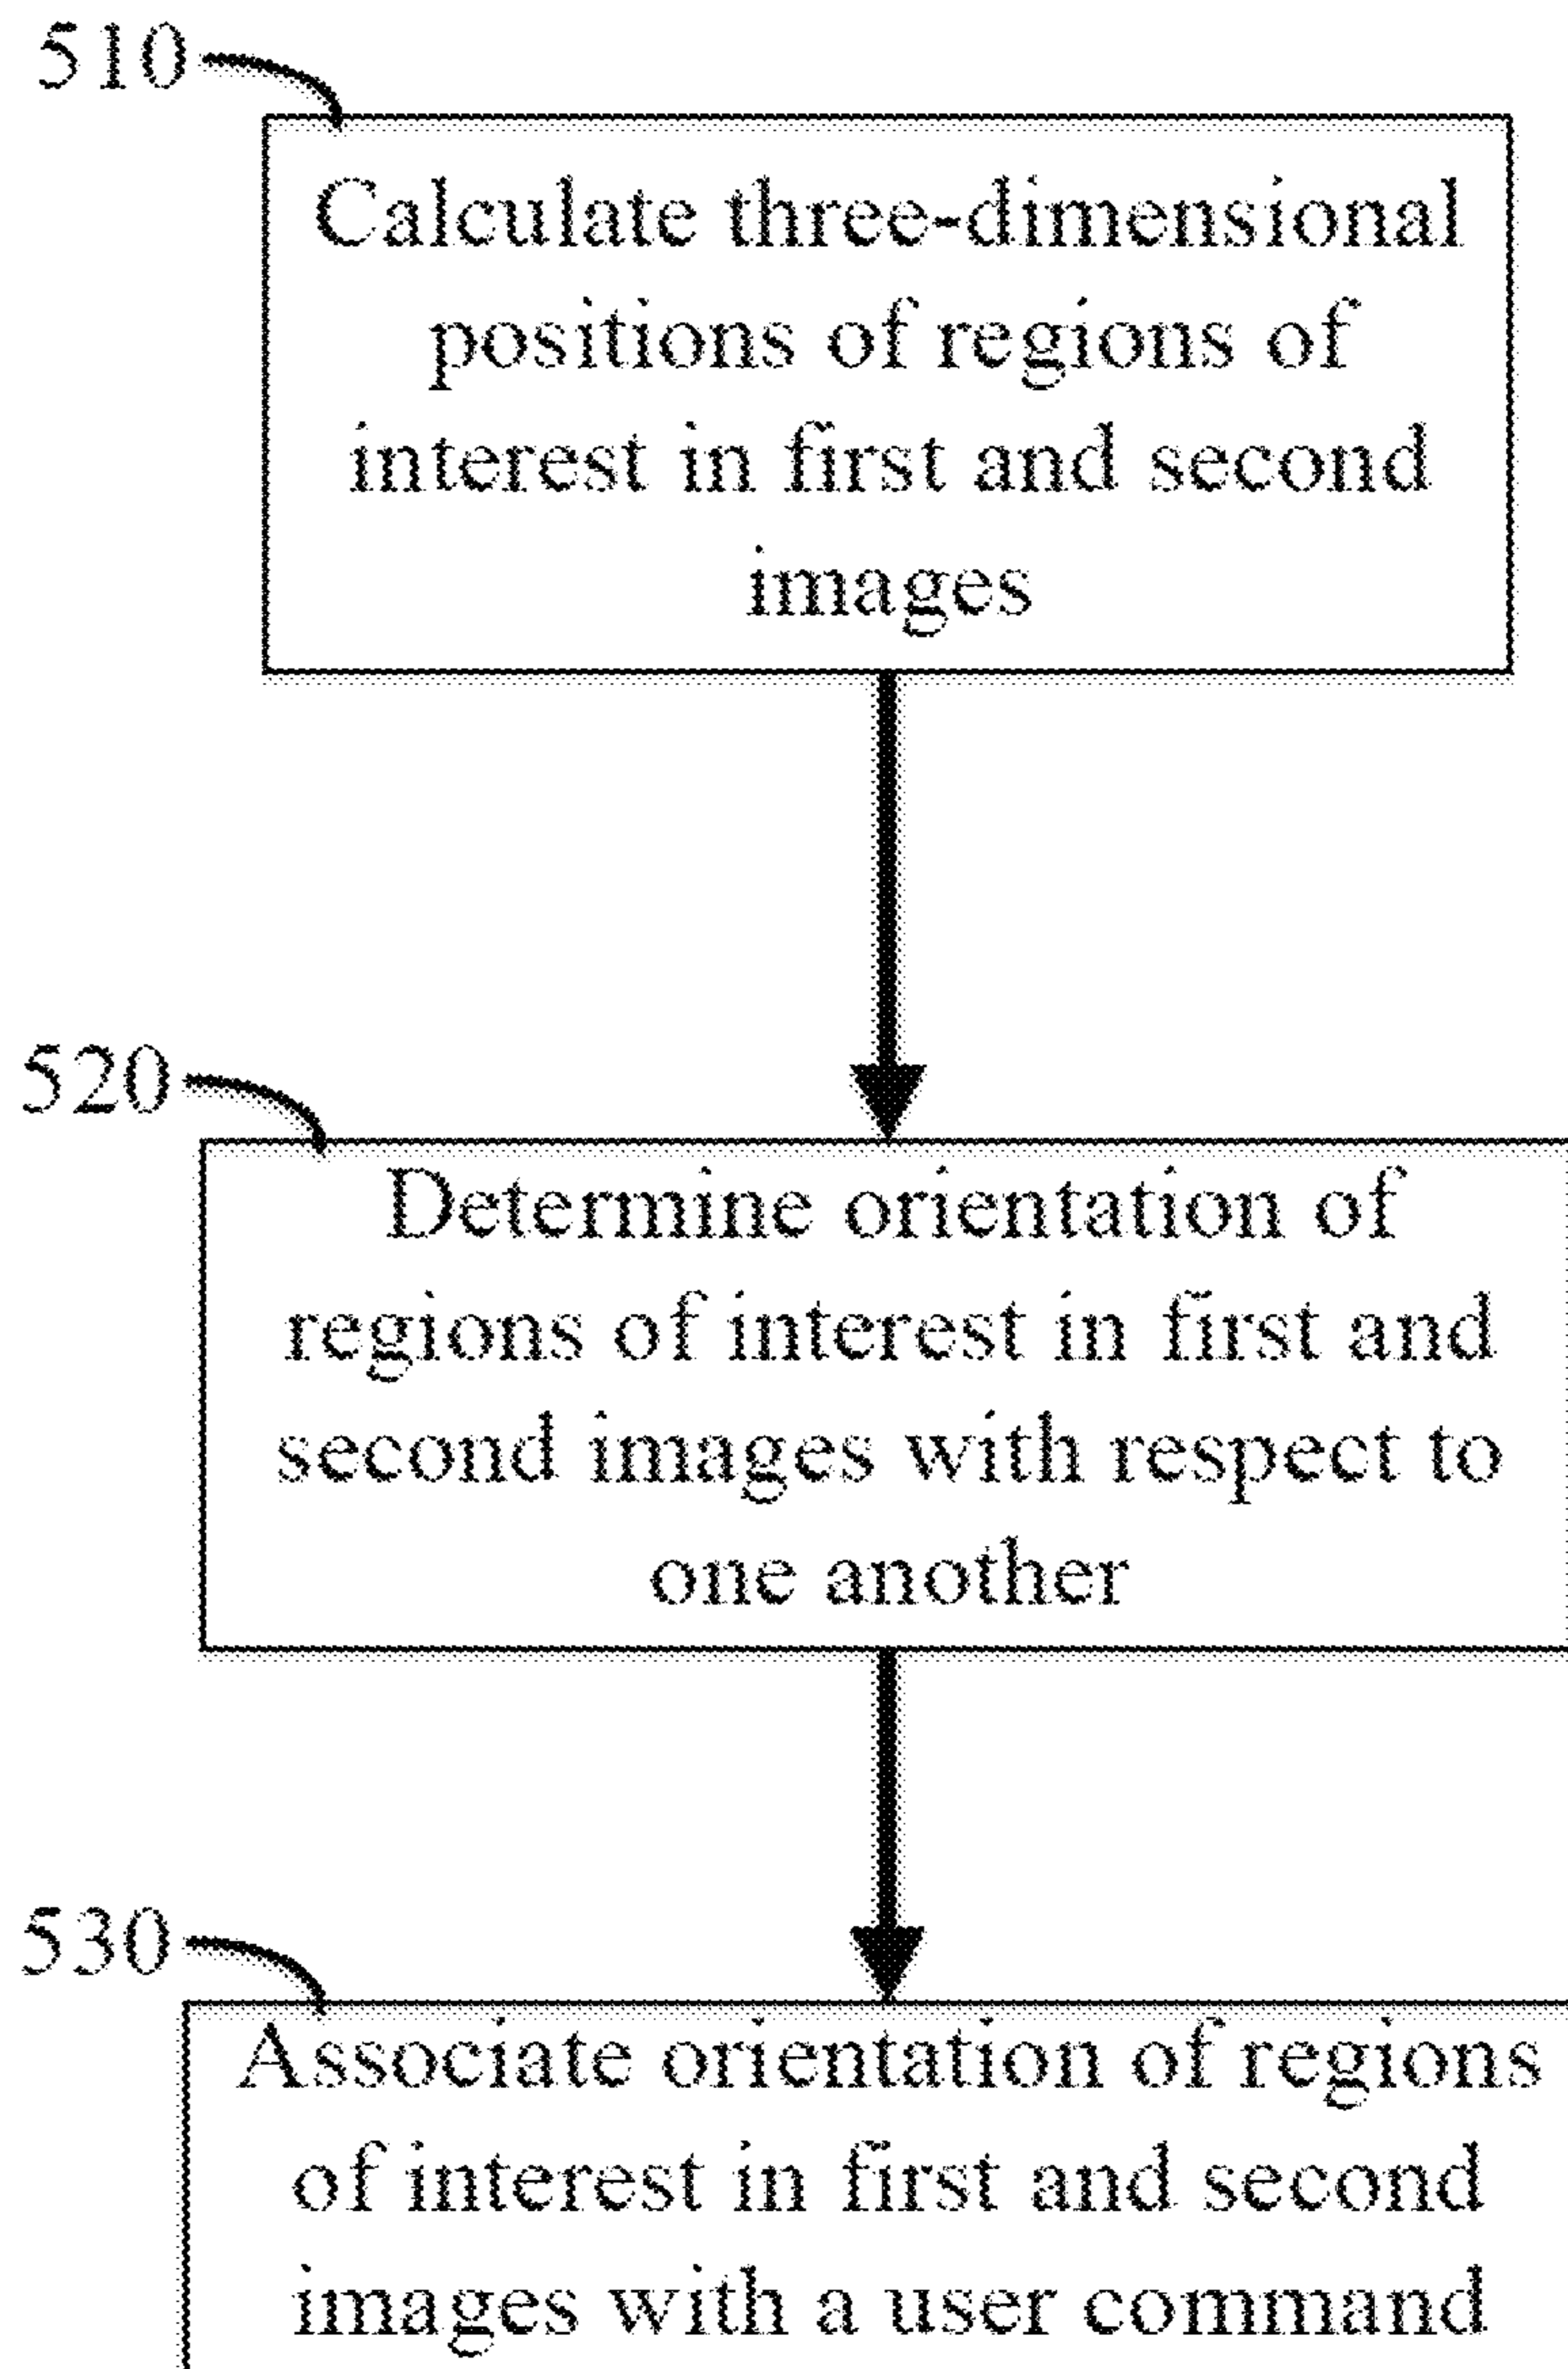 510
Calculate three-dimensional
positions of regions of
interest in first and second
images
520
Determine orientation of
regions of interest in first and
second images with respect to
one another
530
Associate orientation of regions
of interest in first and second
images with a user command